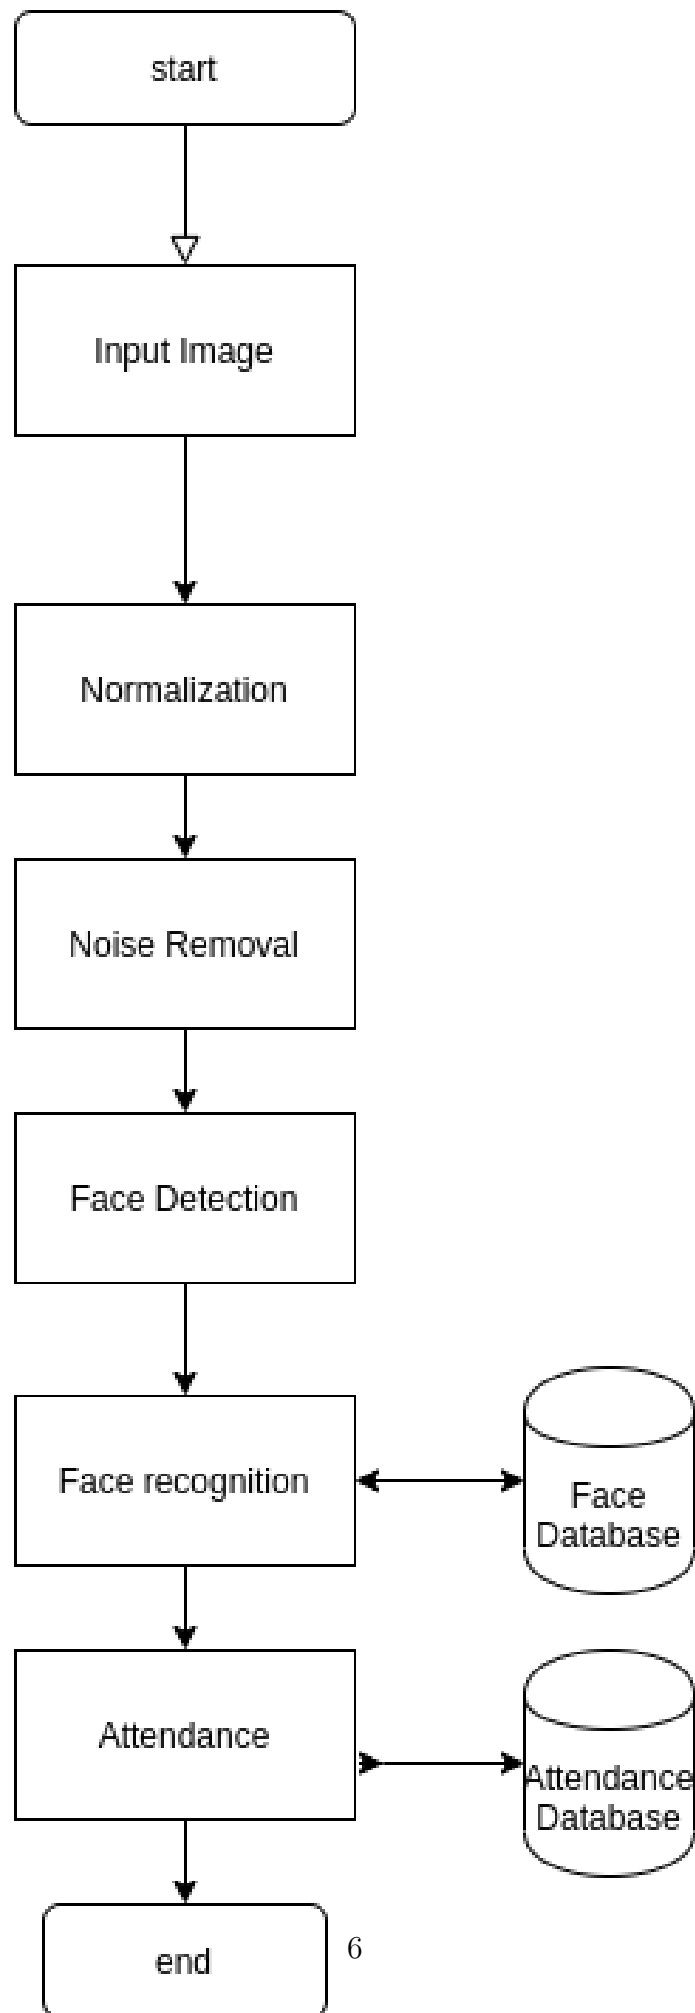 start
Input Image
Normalization
Noise Removal
Face Detection
Face recognition
Face
Database
Attendance
Attendance
Database
end
6